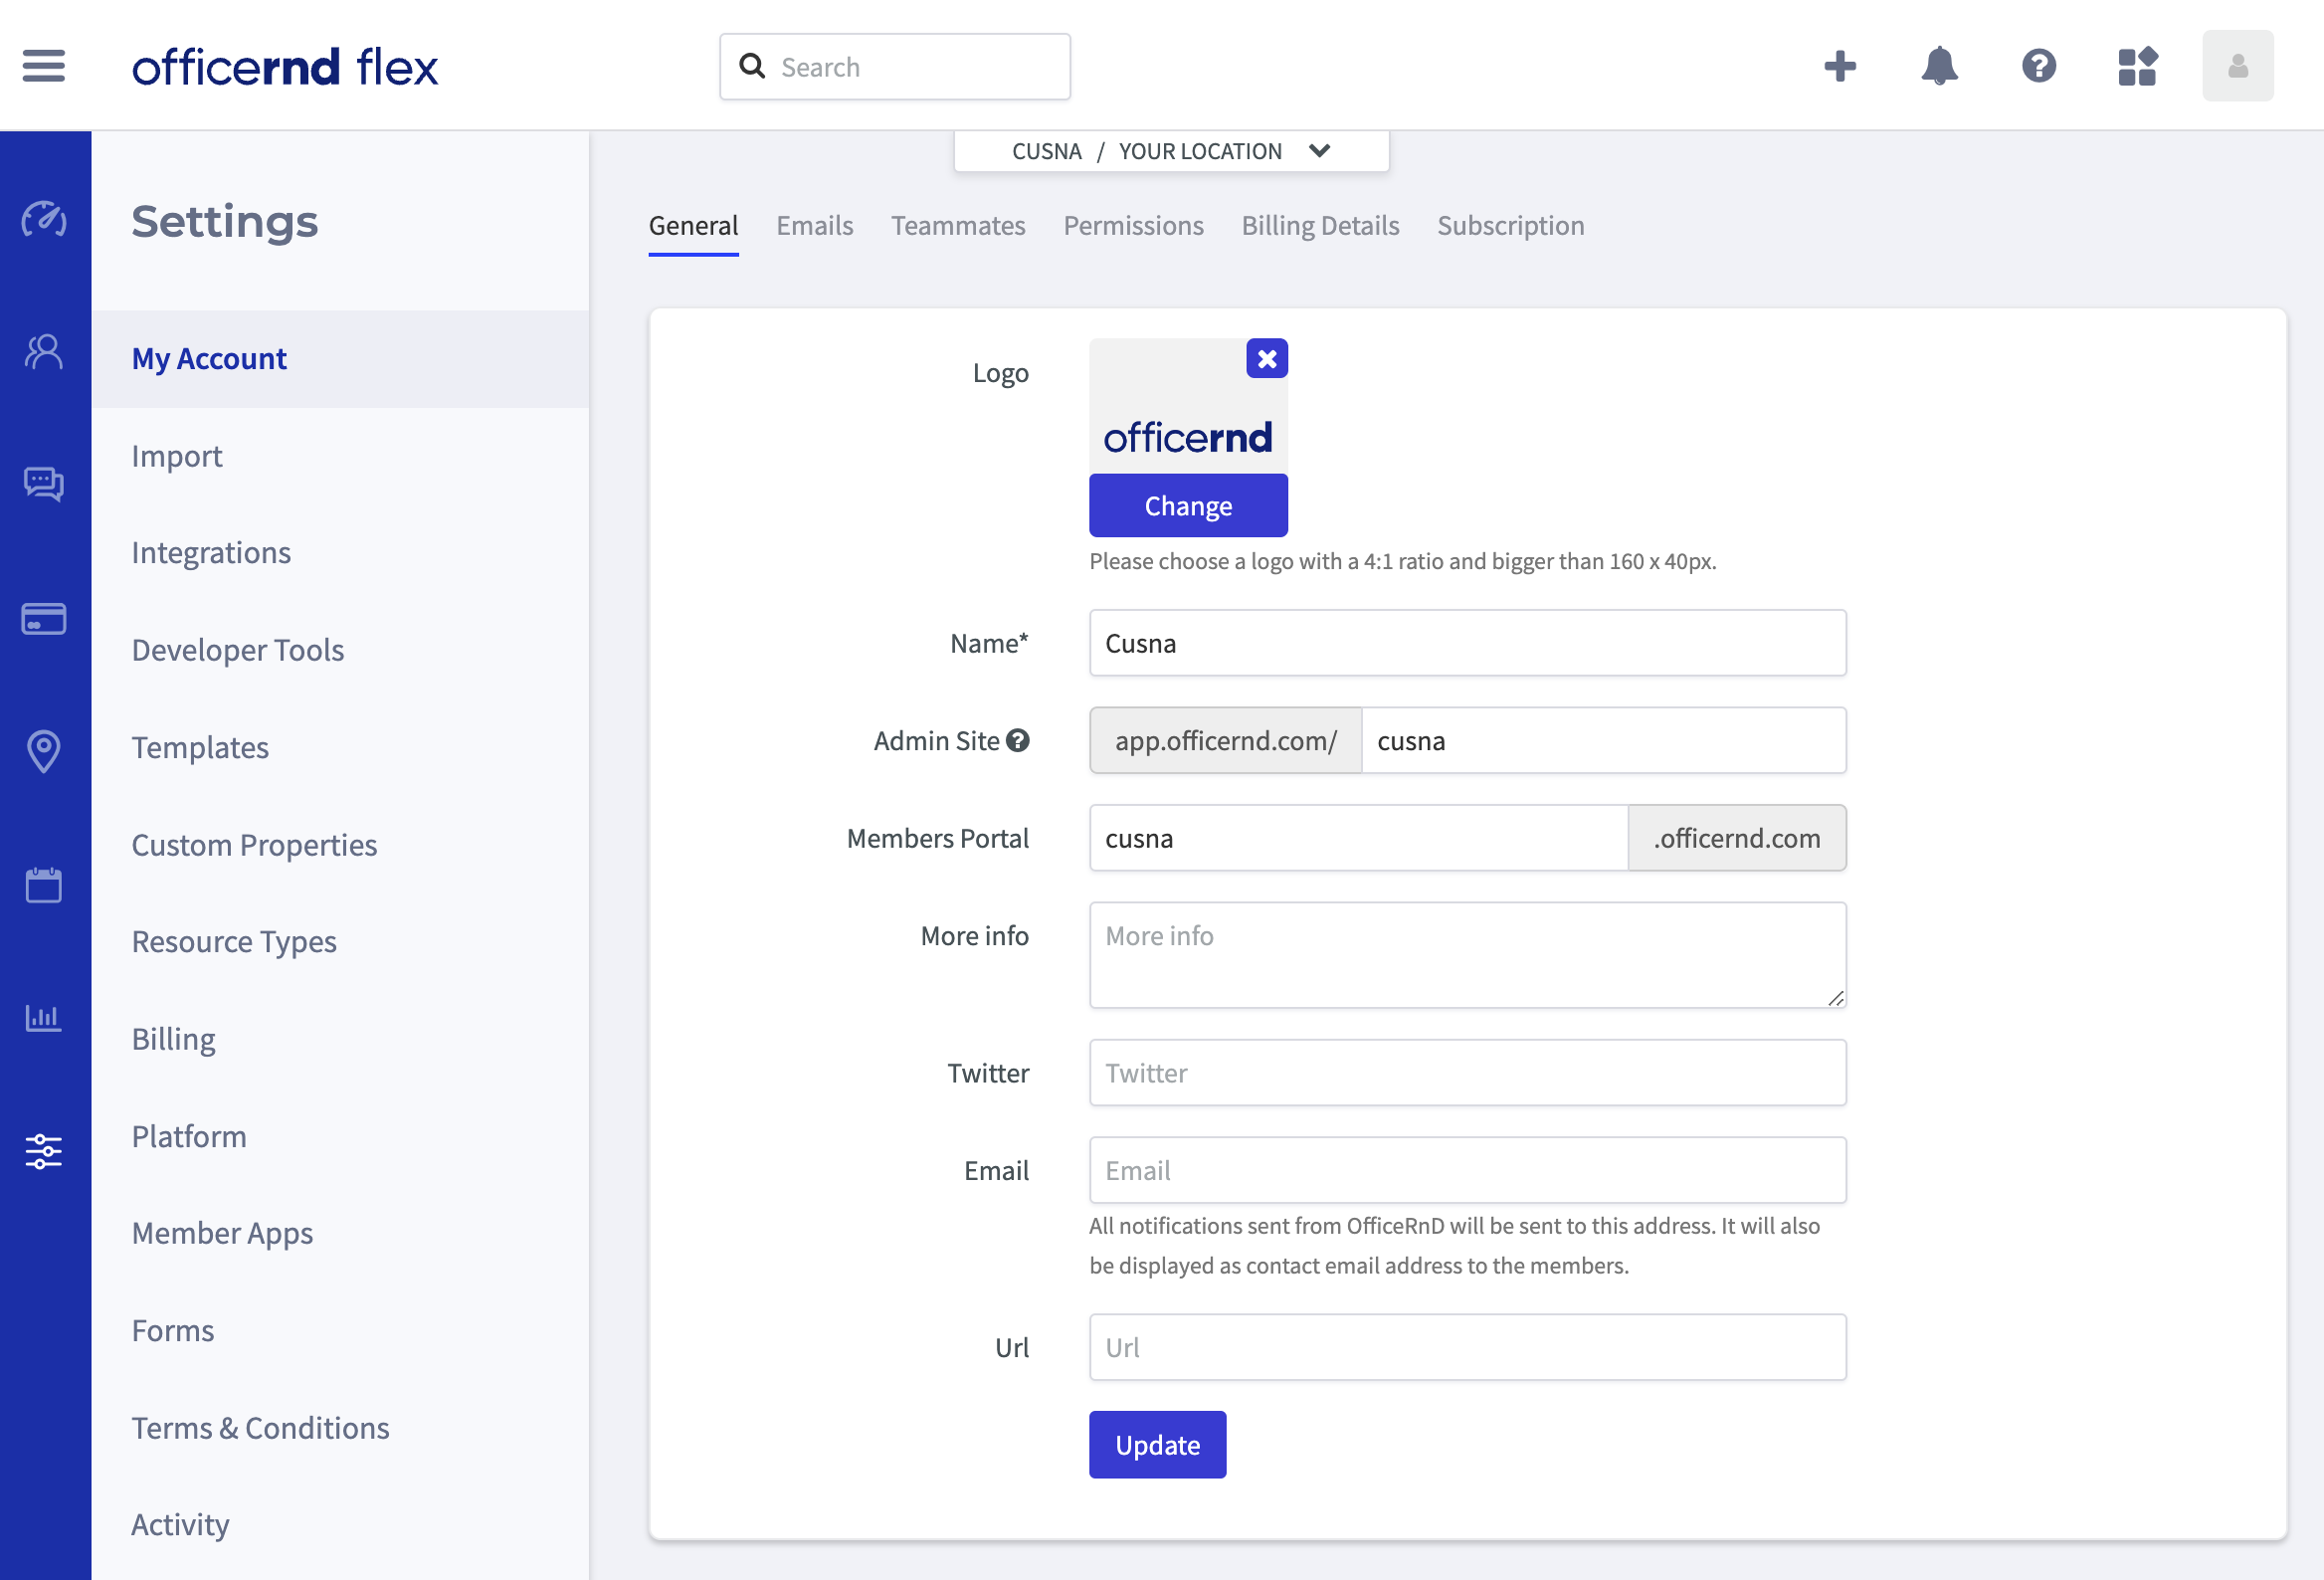 officernd flex
Search
CUSNA / YOUR LOCATION
Settings
My Account
Import
Integrations
Developer Tools
Templates
Custom Properties
Resource Types
Billing
Platform
Member Apps
Forms
Terms & Conditions
Activity
General Emails Teammates Permissions Billing Details Subscription
Logo
officernd
Change
Please choose a logo with a 4:1 ratio and bigger than 160 x 40px.
Name* Cusna
Admin Site app.officernd.com/ cusna
Members Portal cusna .officernd.com
More info More info
Twitter Twitter
Email Email
All notifications sent from OfficeRnD will be sent to this address. It will also
be displayed as contact email address to the members.
Url Url
Update